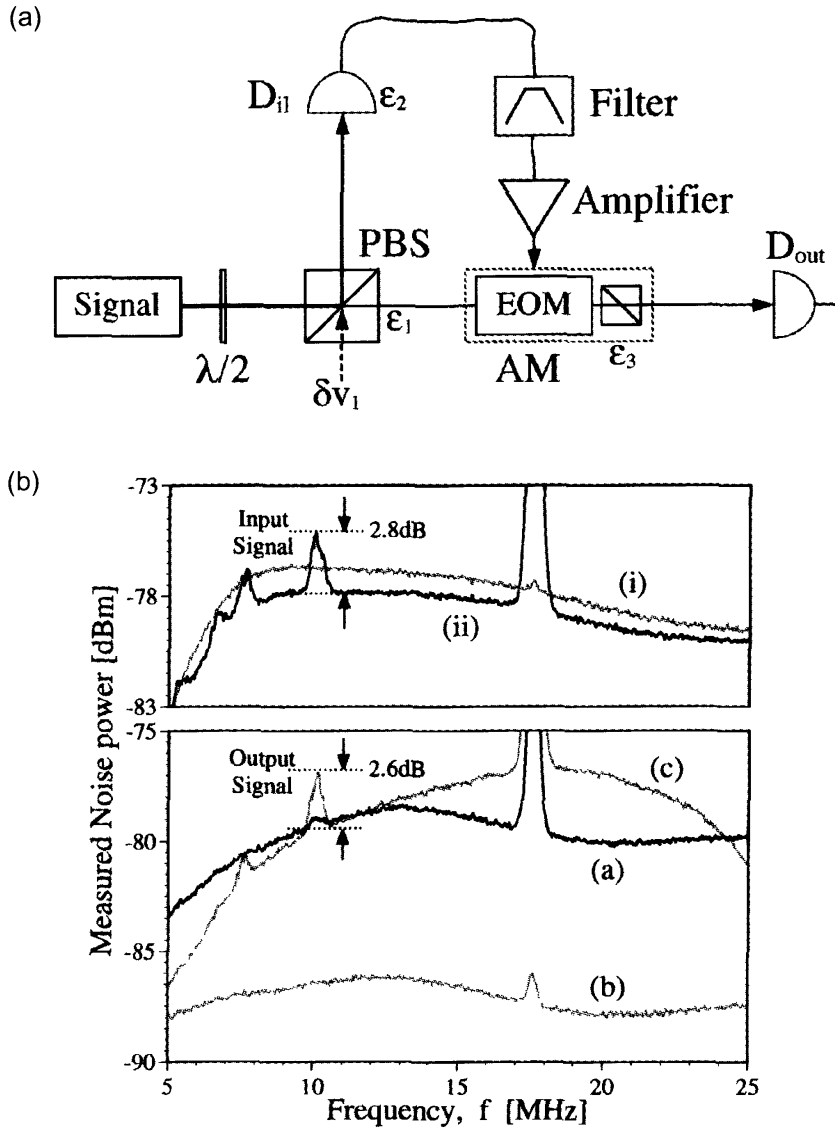 (a)
D_il ε₂
Filter
Amplifier
PBS
D_out
Signal
ε₁
EOM
λ/2
AM
ε₃
δv₁
(b)
-73
Input
Signal
2.8dB
(i)
-78
(ii)
-83
-75
Output
Signal
2.6dB
(c)
-80
(a)
-85
(b)
-90
5 10 15 20 25
Measured Noise power [dBm]
Frequency, f [MHz]